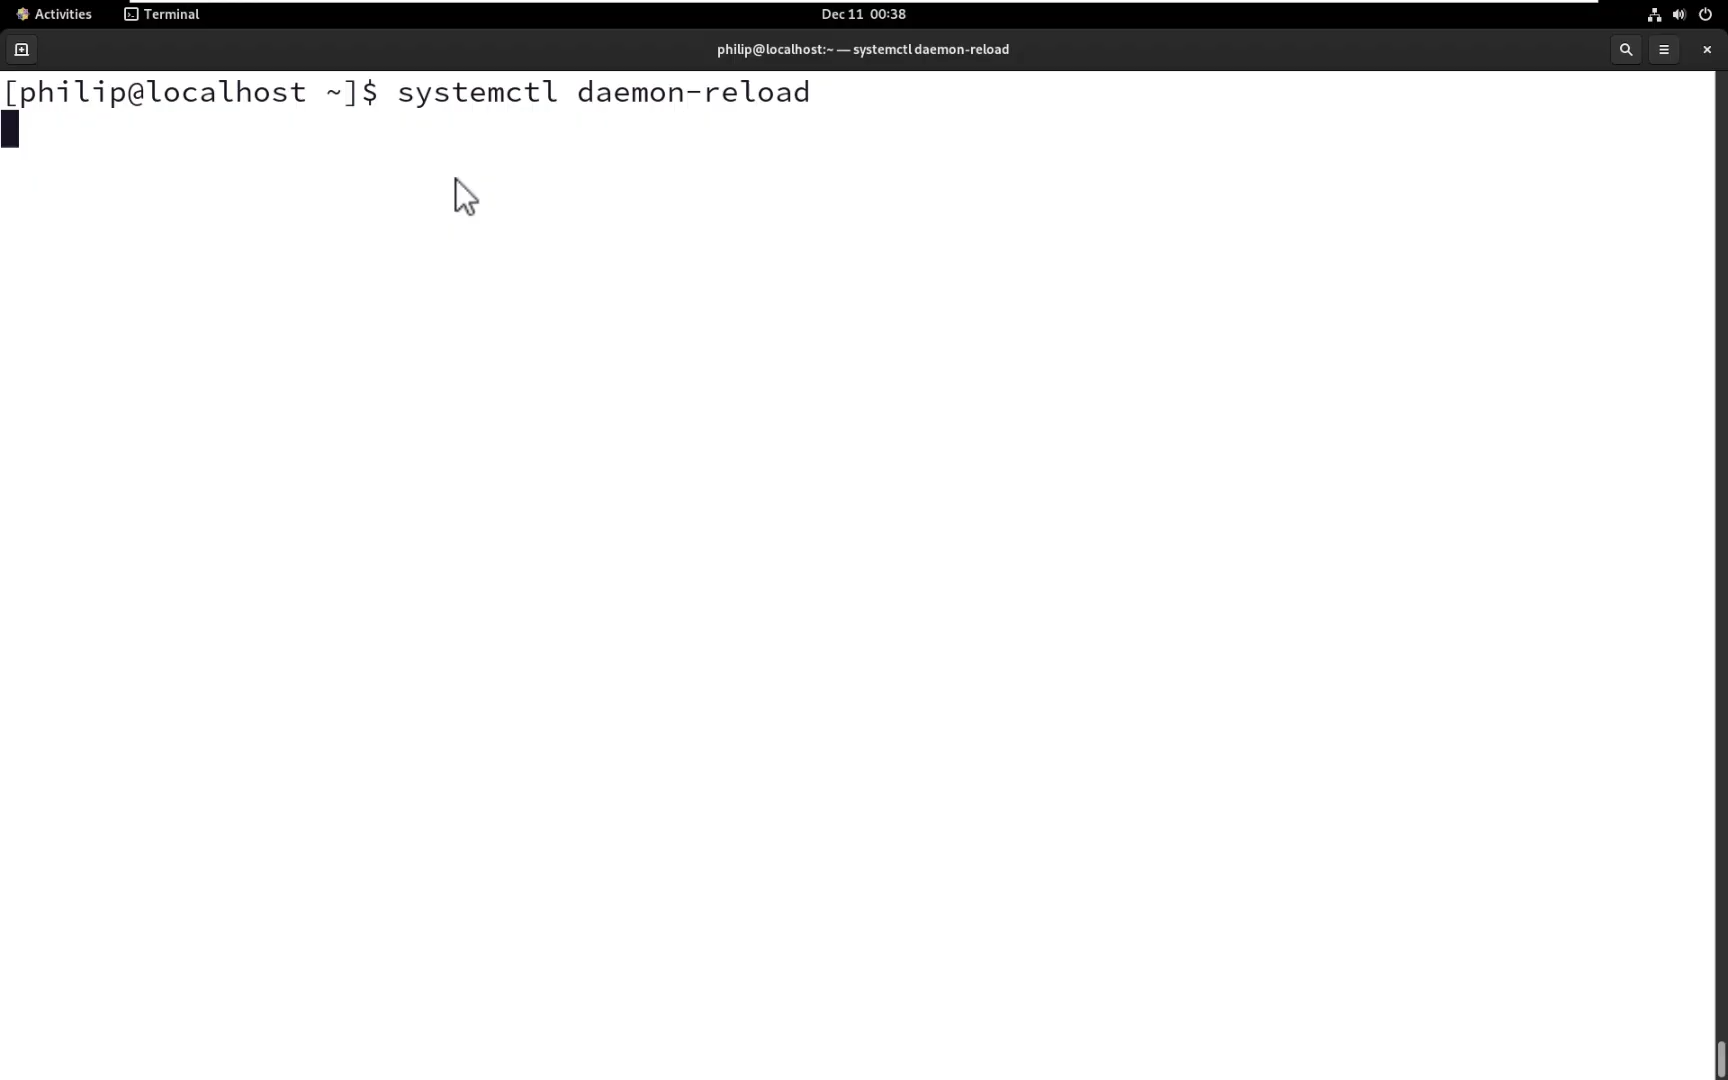 Activities Terminal Dec 11 00:38
philip@localhost:~ — systemctl daemon-reload
[philip@localhost ~]$ systemctl daemon-reload